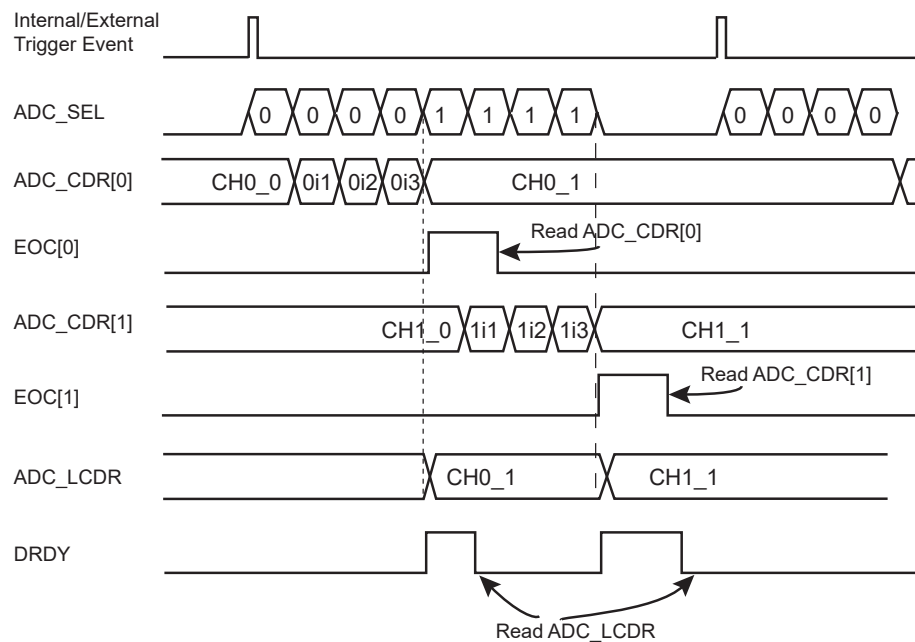 Internal/External
Trigger Event
ADC_SEL
0 0 0 0 1 1 1 1 0 0 0 0
ADC_CDR[0]
CH0_0 0i1 0i2 0i3 CH0_1
EOC[0]
Read ADC_CDR[0]
ADC_CDR[1]
CH1_0 1i1 1i2 1i3 CH1_1
EOC[1]
Read ADC_CDR[1]
ADC_LCDR
CH0_1 CH1_1
DRDY
Read ADC_LCDR